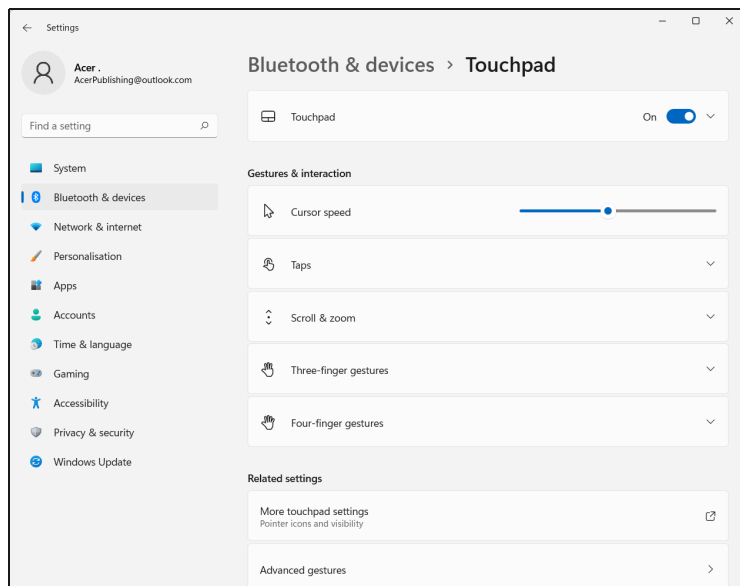 Settings
Acer .
AcerPublishing@outlook.com
Find a setting
System
Bluetooth & devices
Network & internet
Personalisation
Apps
Accounts
Time & language
Gaming
Accessibility
Privacy & security
Windows Update
Bluetooth & devices > Touchpad
Touchpad
On
Gestures & interaction
Cursor speed
Taps
Scroll & zoom
Three-finger gestures
Four-finger gestures
Related settings
More touchpad settings
Pointer icons and visibility
Advanced gestures